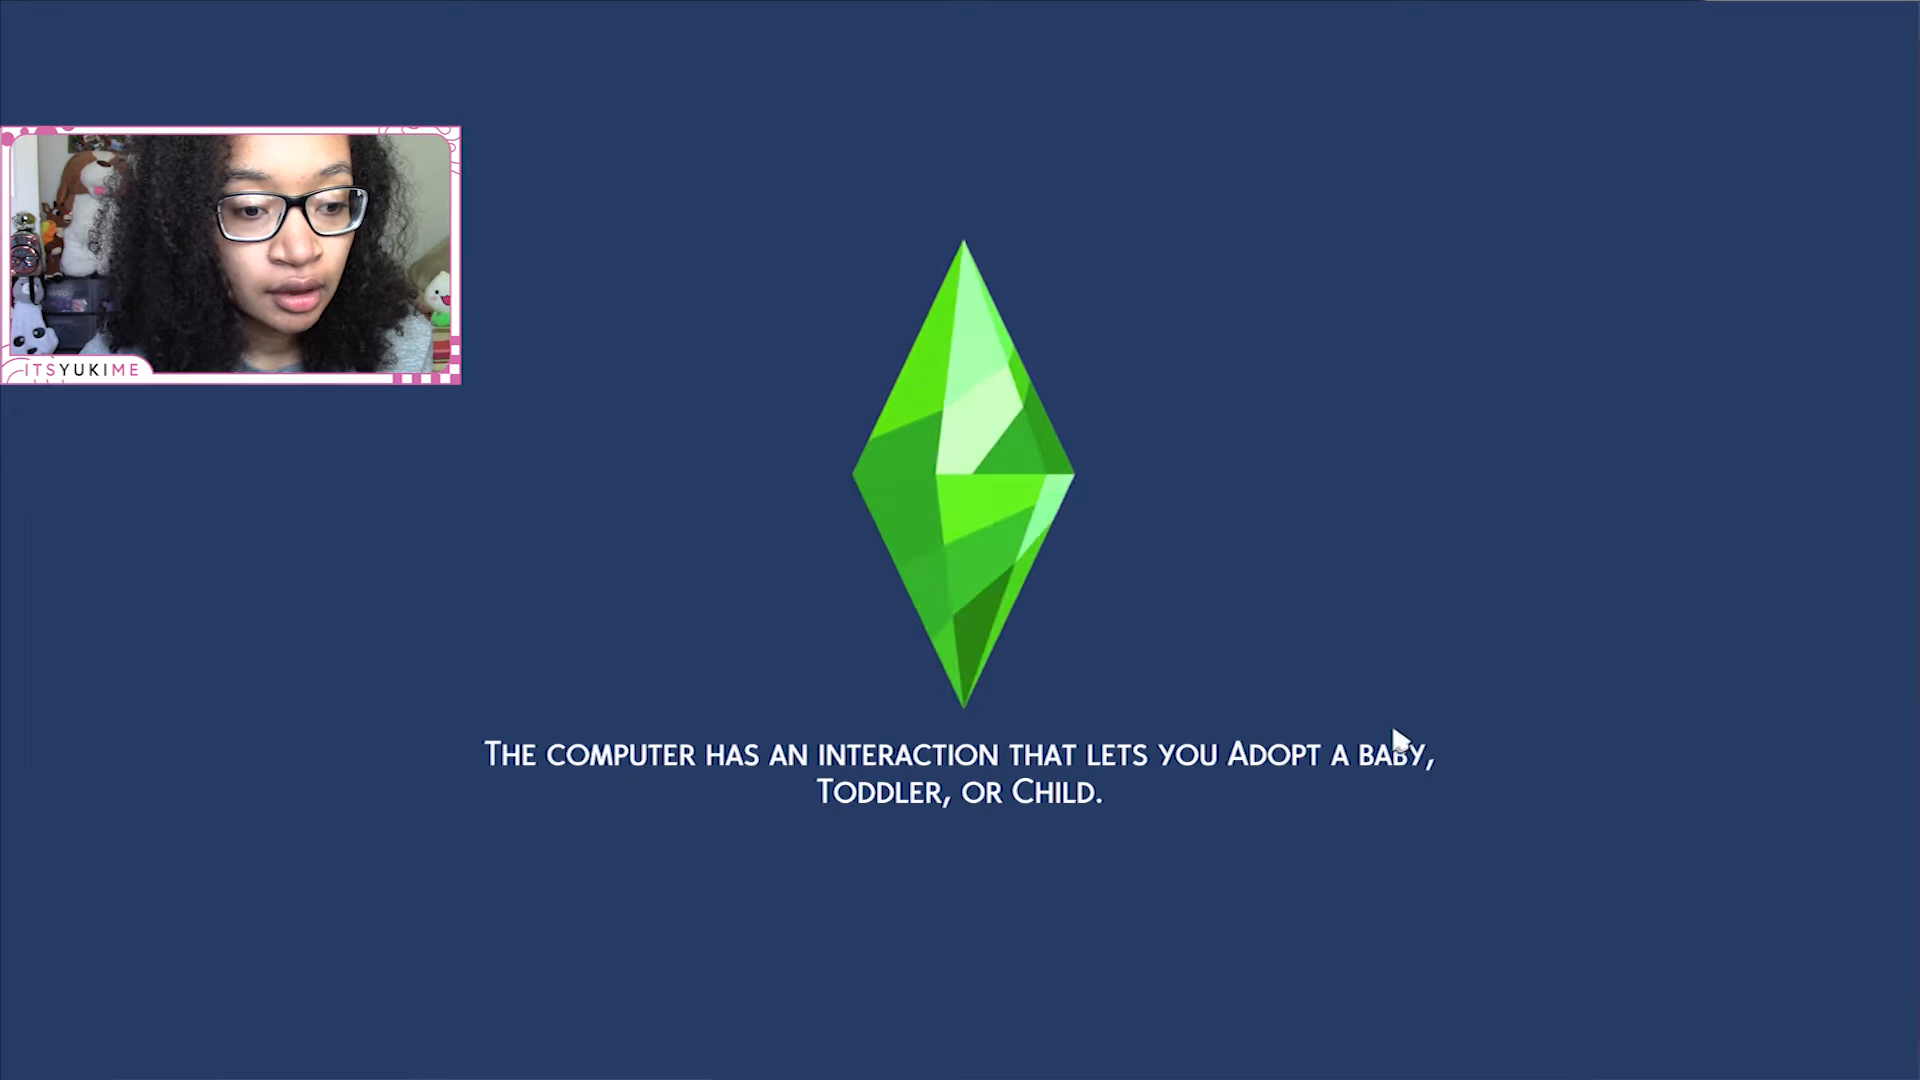 ITSYUKIME
THE COMPUTER HAS AN INTERACTION THAT LETS YOU ADOPT A BABY,
TODDLER, OR CHILD.